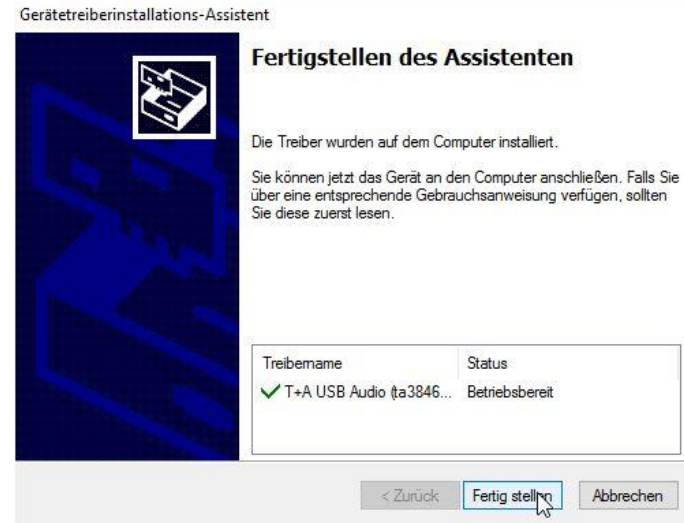 Gerätetreiberinstallations-Assistent
Fertigstellen des Assistenten
Die Treiber wurden auf dem Computer installiert.
Sie können jetzt das Gerät an den Computer anschließen. Falls Sie
über eine entsprechende Gebrauchsanweisung verfügen, sollten
Sie diese zuerst lesen.
Treibername Status
T+A USB Audio (ta3846... Betriebsbereit
< Zurück Fertig stellen Abbrechen